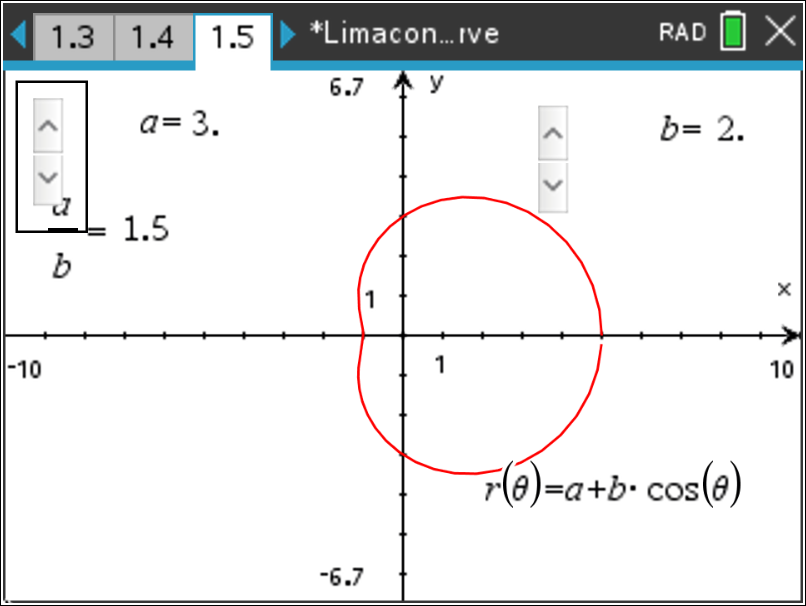 1.3 1.4 1.5 *Limacon...rve RAD
6.7 y
a= 3.
b= 2.
a
= 1.5
b
1
x
-10
1
10
r(θ)=a+b· cos(θ)
-6.7